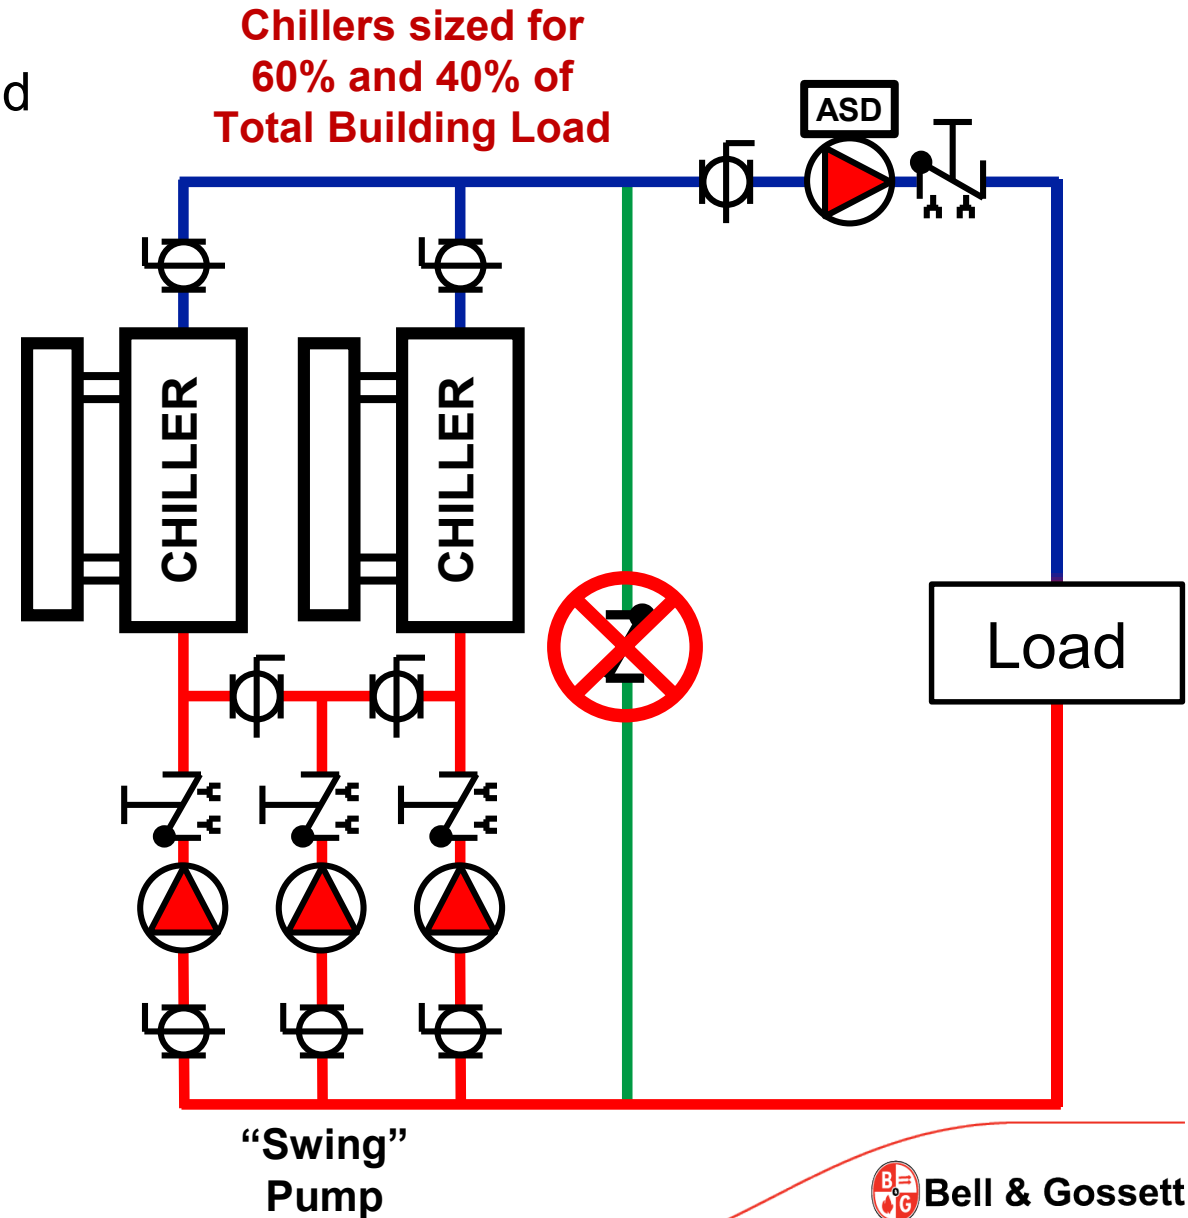 Chillers sized for
60% and 40% of
Total Building Load
d
ASD
CHILLER
CHILLER
Load
"Swing"
Pump
B
G
Bell & Gossett